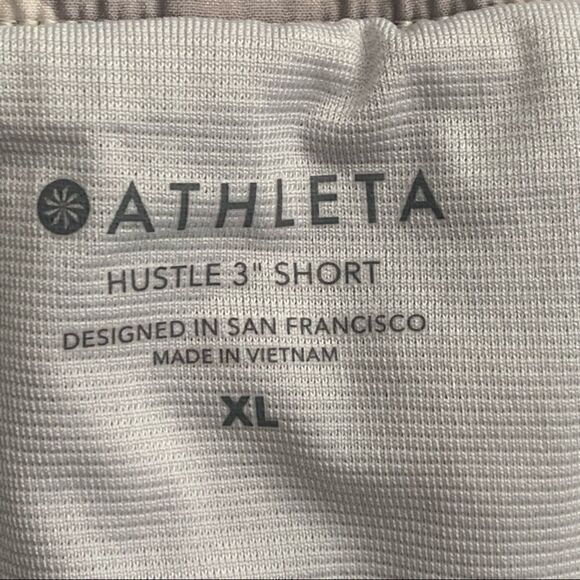 ATHLETA
HUSTLE 3" SHORT
DESIGNED IN SAN FRANCISCO
MADE IN VIETNAM
XL